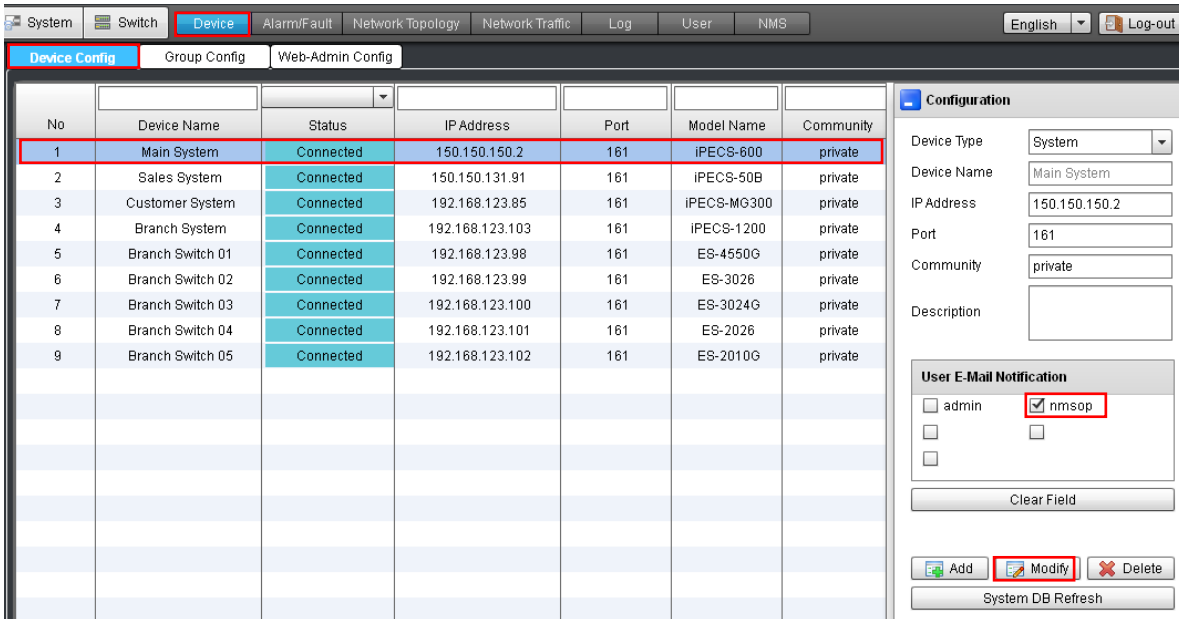 System Switch Device Alarm/Fault Network Topology Network Traffic Log User NMS English Log-out
Device Config Group Config Web-Admin Config
No Device Name Status IP Address Port Model Name Community
1 Main System Connected 150.150.150.2 161 iPECS-600 private
2 Sales System Connected 150.150.131.91 161 iPECS-50B private
3 Customer System Connected 192.168.123.85 161 iPECS-MG300 private
4 Branch System Connected 192.168.123.103 161 iPECS-1200 private
5 Branch Switch 01 Connected 192.168.123.98 161 ES-4550G private
6 Branch Switch 02 Connected 192.168.123.99 161 ES-3026 private
7 Branch Switch 03 Connected 192.168.123.100 161 ES-3024G private
8 Branch Switch 04 Connected 192.168.123.101 161 ES-2026 private
9 Branch Switch 05 Connected 192.168.123.102 161 ES-2010G private
Configuration
Device Type System
Device Name Main System
IP Address 150.150.150.2
Port 161
Community private
Description
User E-Mail Notification
admin nmsop
Clear Field
Add Modify Delete
System DB Refresh